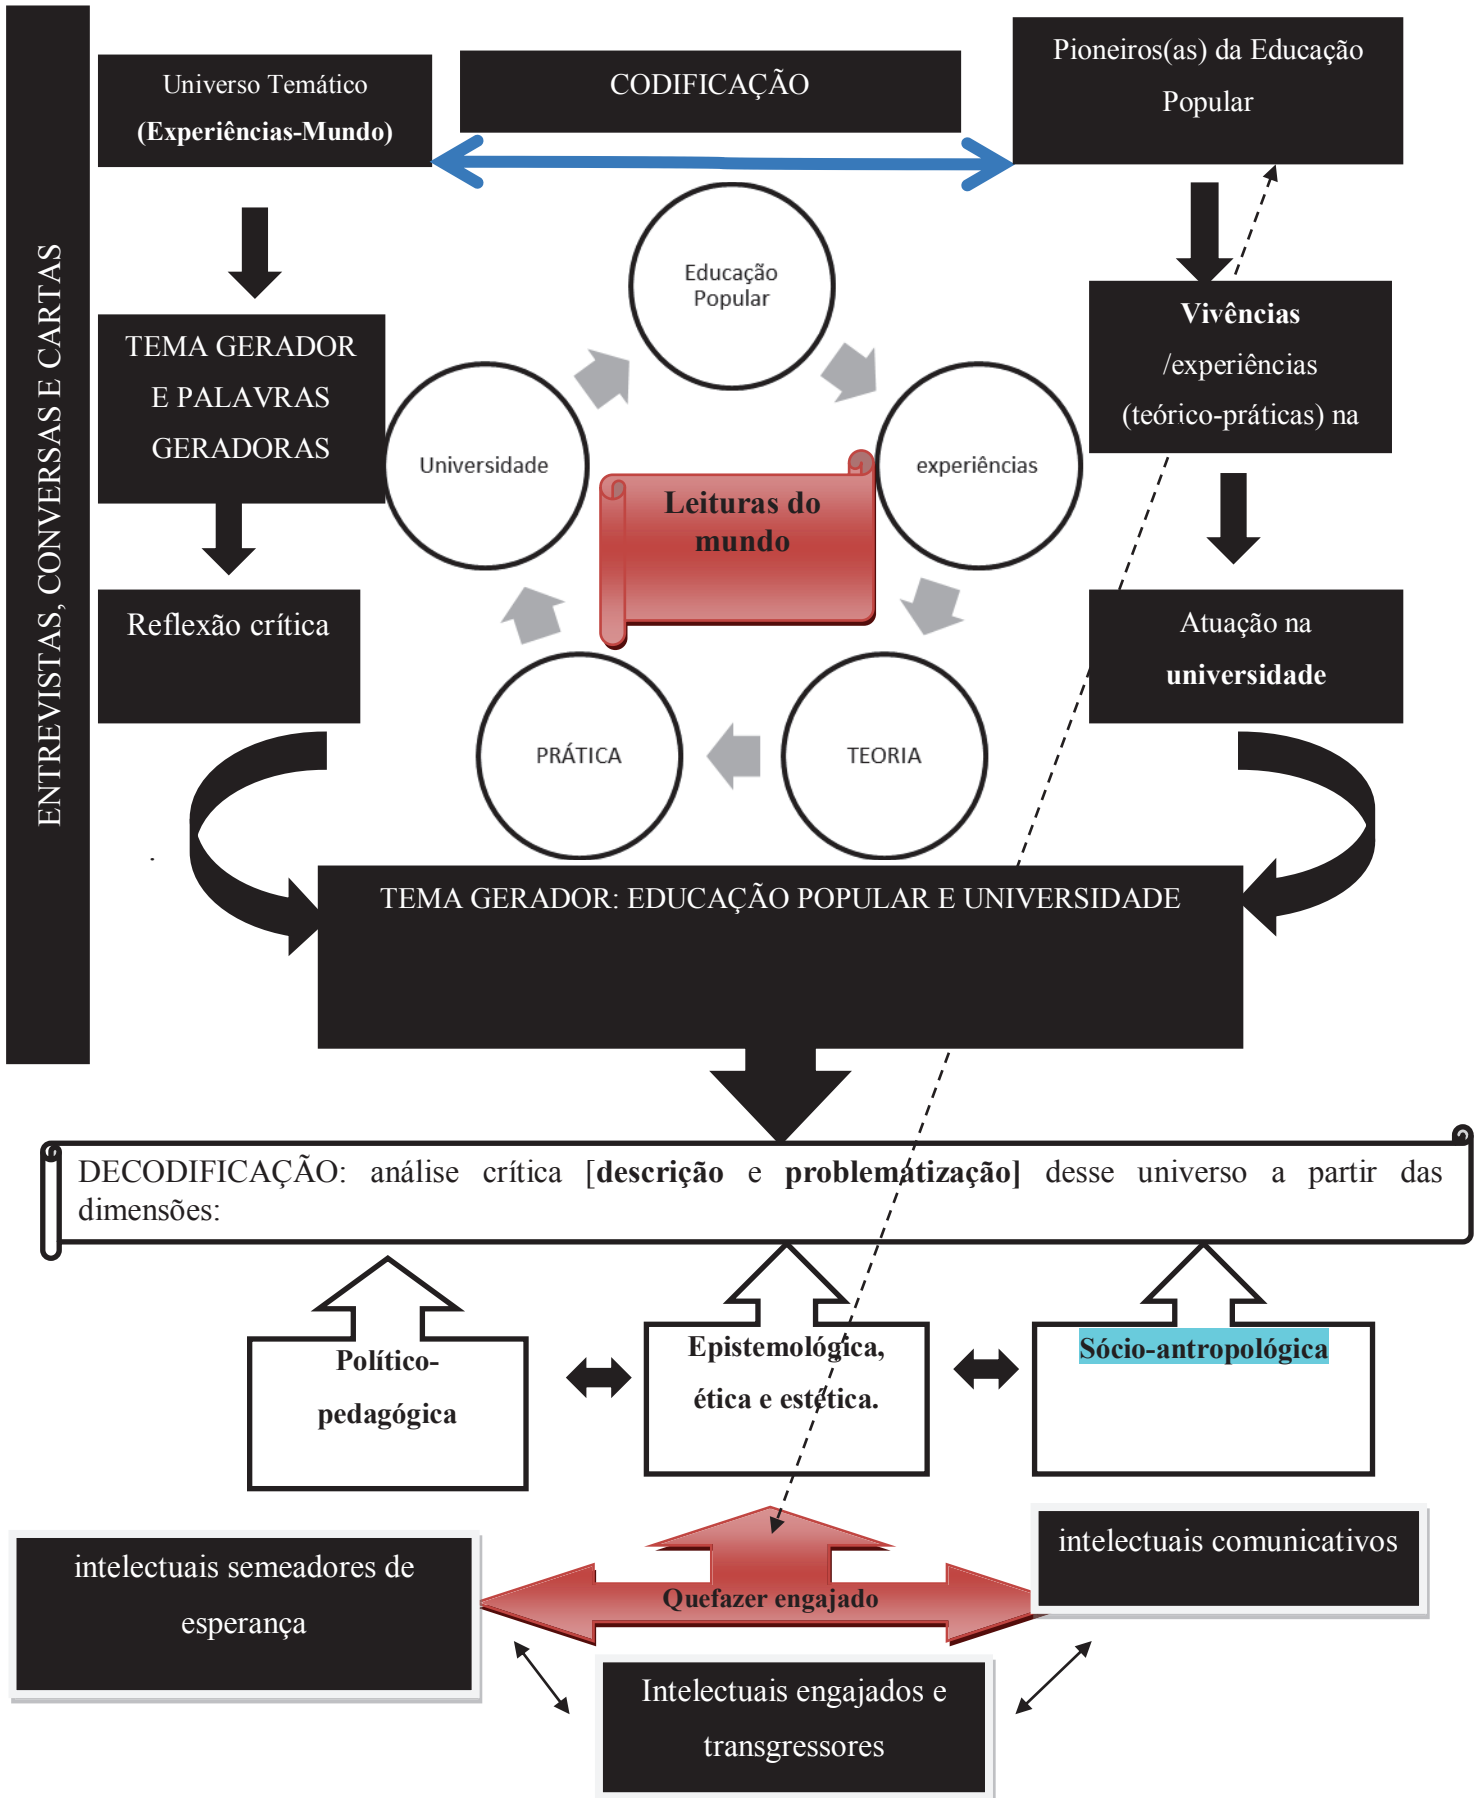 ENTREVISTAS, CONVERSAS E CARTAS
Universo Temático
(Experiências-Mundo)
CODIFICAÇÃO
Pioneiros(as) da Educação
Popular
Educação
Popular
TEMA GERADOR
E PALAVRAS
GERADORAS
Vivências
/experiências
(teórico-práticas) na
Universidade
experiências
Leituras do
mundo
Reflexão crítica
Atuação na
universidade
PRÁTICA
TEORIA
TEMA GERADOR: EDUCAÇÃO POPULAR E UNIVERSIDADE
DECODIFICAÇÃO: análise crítica [descrição e problematização] desse universo a partir das
dimensões:
Político-
pedagógica
Epistemológica,
ética e estética.
Sócio-antropológica
intelectuais semeadores de
esperança
Quefazer engajado
intelectuais comunicativos
Intelectuais engajados e
transgressores